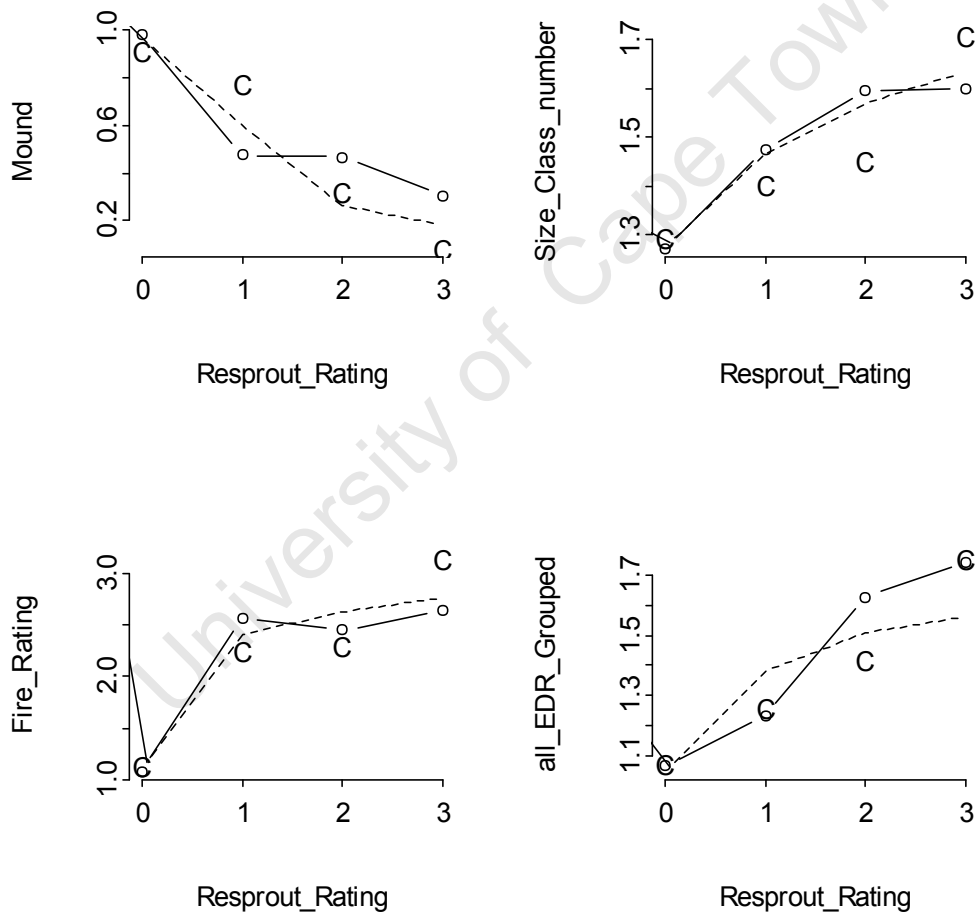 Mound
1.0
0.6
0.2
C
C
C
C
0 1 2 3
Resprout_Rating
Size_Class_number
1.7
1.5
1.3
C
C
C
C
0 1 2 3
Resprout_Rating
Fire_Rating
3.0
2.0
1.0
C
C
C
C
0 1 2 3
Resprout_Rating
all_EDR_Grouped
1.7
1.5
1.3
1.1
C
C
C
C
0 1 2 3
Resprout_Rating
University of Cape Town